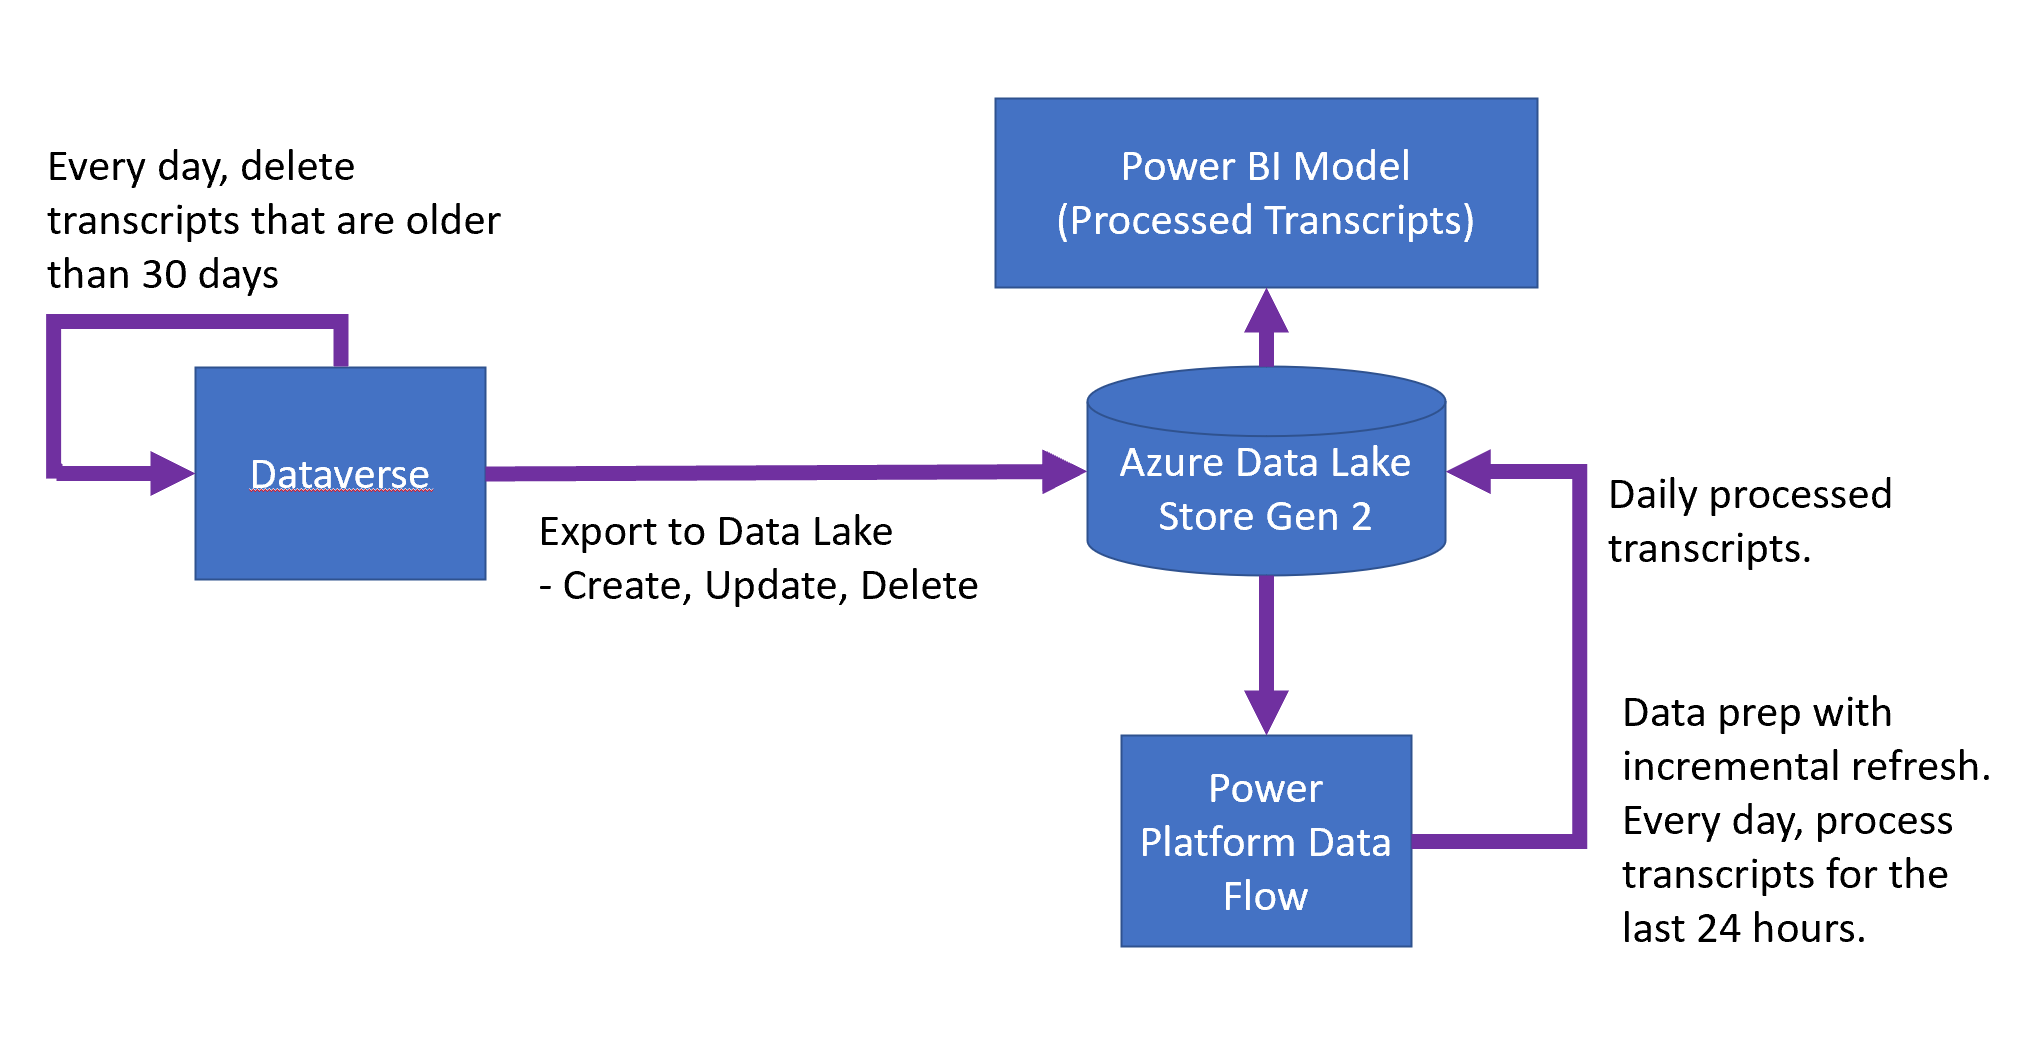 Every day, delete
transcripts that are older
than 30 days
Dataverse
Export to Data Lake
- Create, Update, Delete
Power BI Model
(Processed Transcripts)
Azure Data Lake
Store Gen 2
Daily processed
transcripts.
Power
Platform Data
Flow
Data prep with
incremental refresh.
Every day, process
transcripts for the
last 24 hours.